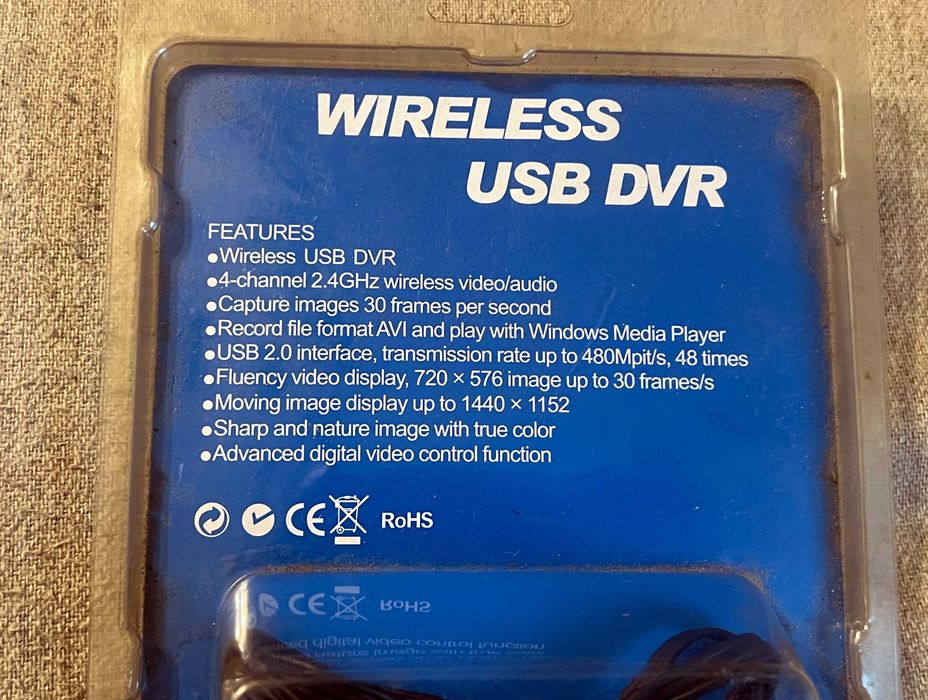 WIRELESS
USB DVR
FEATURES
●Wireless USB DVR
●4-channel 2.4GHz wireless video/audio
●Capture images 30 frames per second
●Record file format AVI and play with Windows Media Player
●USB 2.0 interface, transmission rate up to 480Mpit/s, 48 times
●Fluency video display, 720 × 576 image up to 30 frames/s
●Moving image display up to 1440 × 1152
●Sharp and nature image with true color
●Advanced digital video control function
CE RoHS